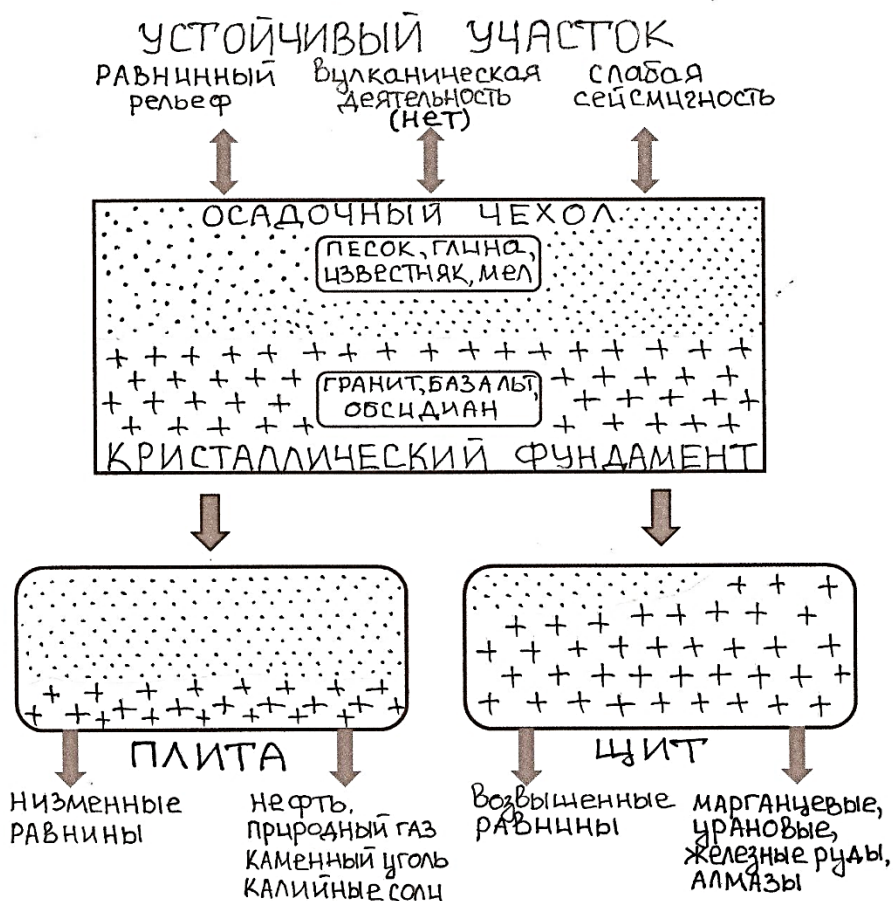 УСТОЙЧИВЫЙ УЧАСТОК
РАВНИННЫЙ
рельеф
Вулканическая
деятельность
(нет)
слабая
сейсмичность
ОСАДОЧНЫЙ ЧЕХОЛ
ПЕСОК, ГЛИНА,
ИЗВЕСТНЯК, МЕЛ
ГРАНИТ, БАЗАЛЬТ,
ОБСИДИАН
КРИСТАЛЛИЧЕСКИЙ ФУНДАМЕНТ
ПЛИТА
низменные
РАВНИНЫ
нефть,
природный газ
каменный уголь
калийные соли
ЩИТ
Возвышенные
РАВНИНЫ
марганцевые,
урановые,
железные руды,
АЛМАЗЫ